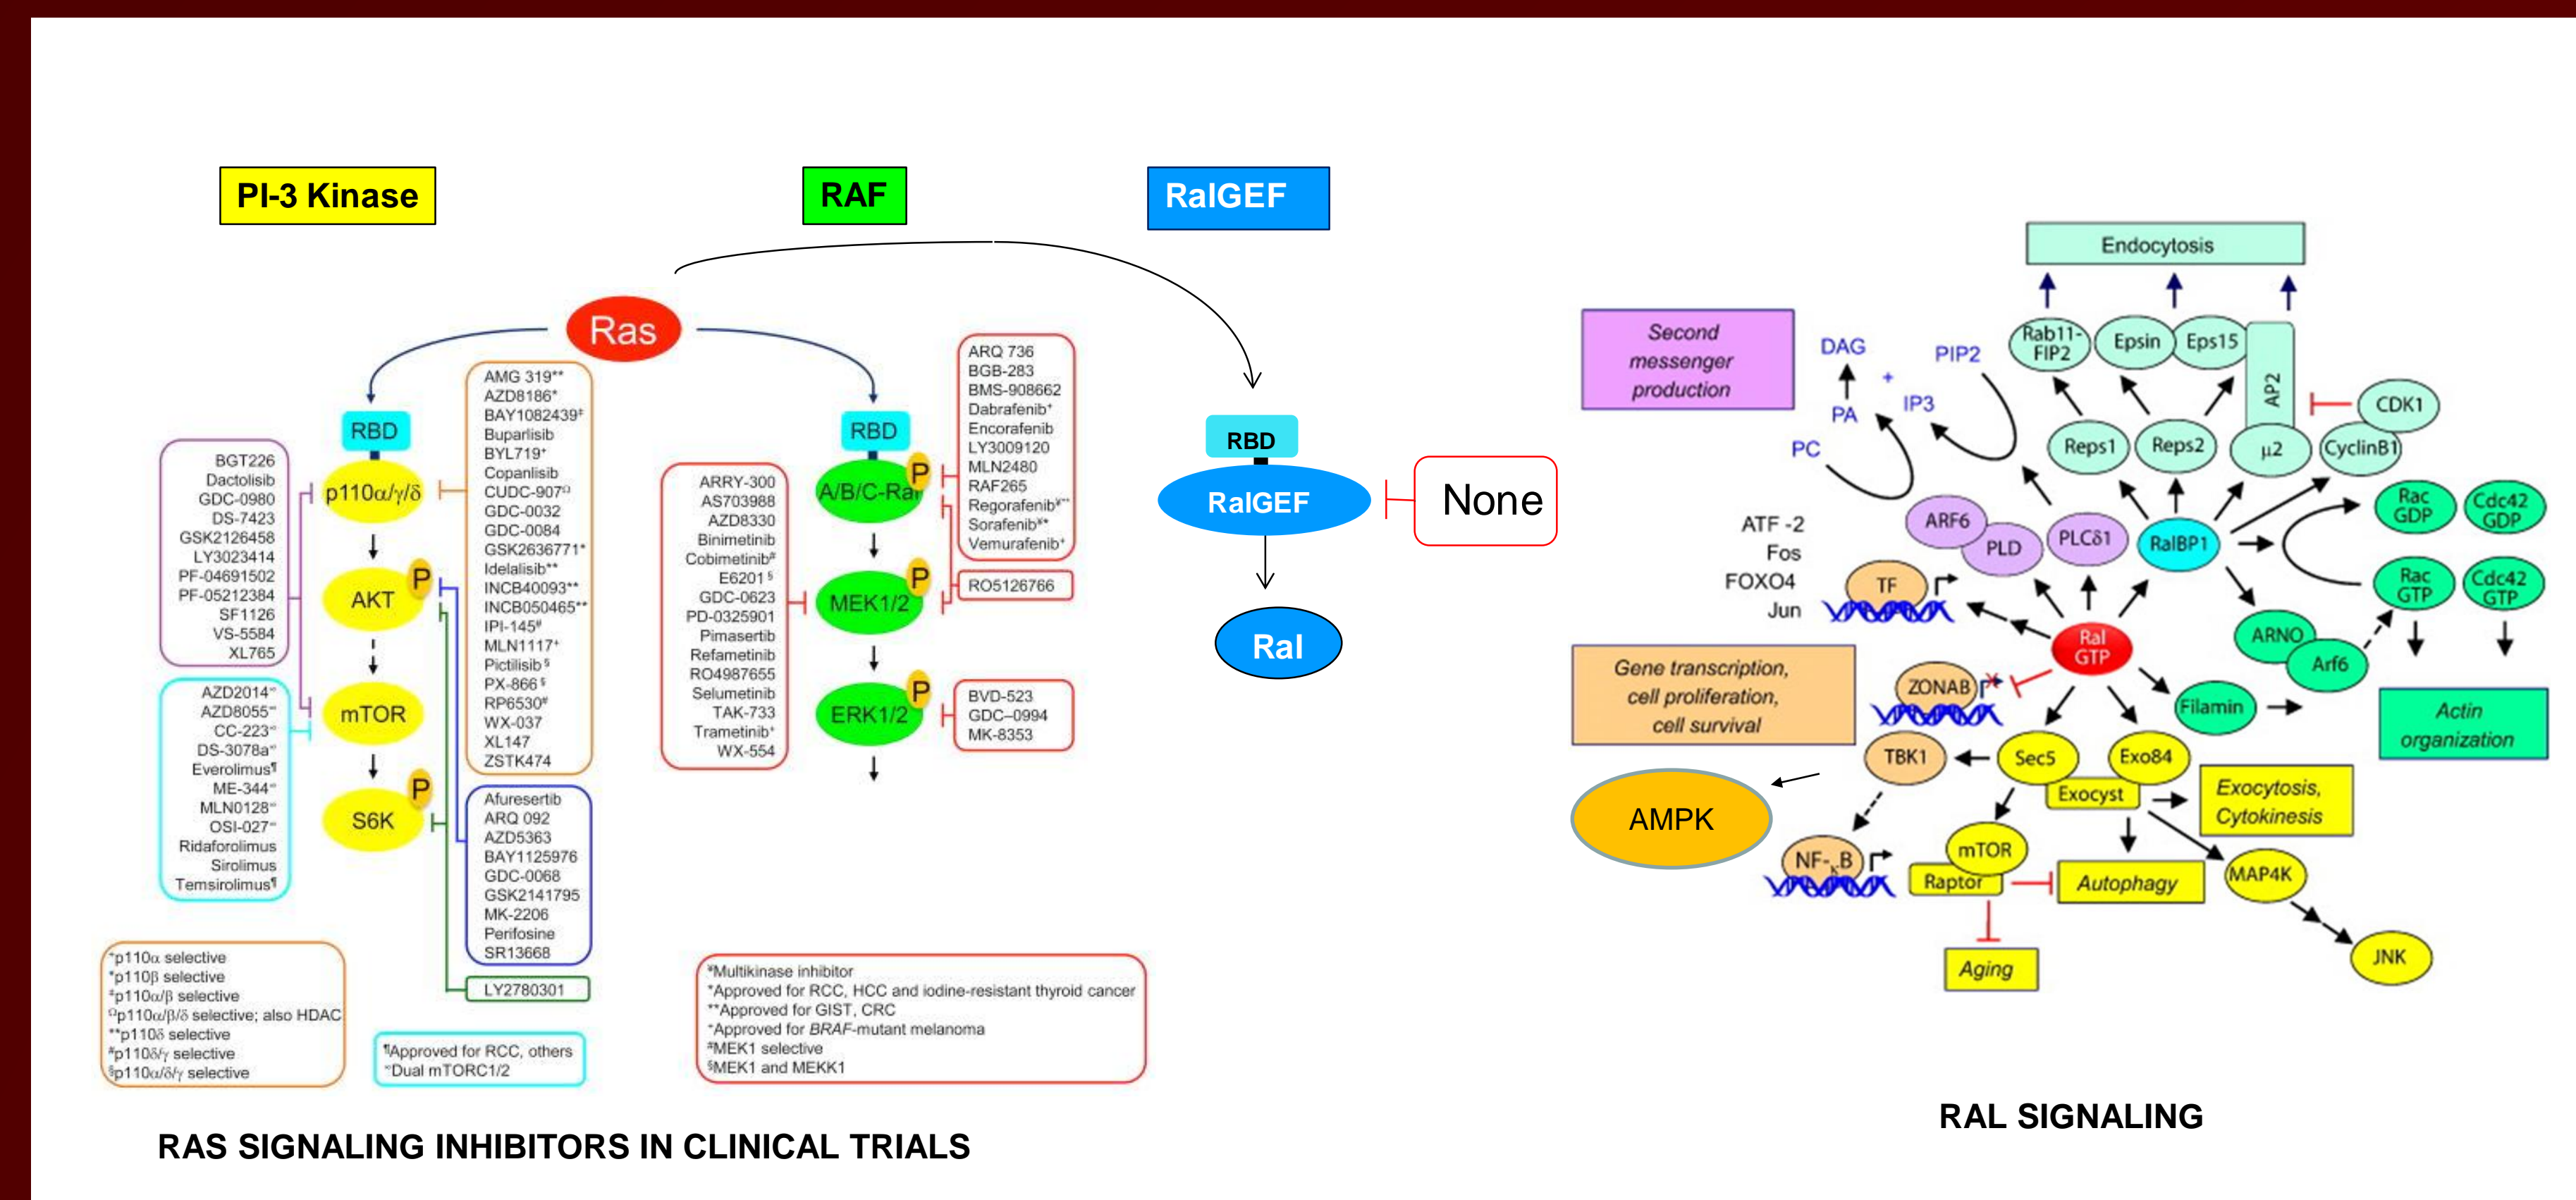 PI-3 Kinase
RAF
RalGEF
Ras
RBD
p110α/γ/δ
AKT
P
mTOR
S6K
P
BGT226
Dactolisib
GDC-0980
DS-7423
GSK2126458
LY3023414
PF-04691502
PF-05212384
SF1126
VS-5584
XL765
AZD2014∞
AZD8055∞
CC-223∞
DS-3078a∞
Everolimus¶
ME-344∞
MLN0128∞
OSI-027∞
Ridaforolimus
Sirolimus
Temsirolimus¶
AMG 319**
AZD8186*
BAY1082439‡
Buparlisib
BYL719⁺
Copanlisib
CUDC-907Ω
GDC-0032
GDC-0084
GSK2636771*
Idelalisib**
INCB40093**
INCB050465**
IPI-145#
MLN1117⁺
Pictilisib§
PX-866§
RP6530#
WX-037
XL147
ZSTK474
Afuresertib
ARQ 092
AZD5363
BAY1125976
GDC-0068
GSK2141795
MK-2206
Perifosine
SR13668
LY2780301
⁺p110α selective
*p110β selective
‡p110α/β selective
Ωp110α/β/δ selective; also HDAC
**p110δ selective
#p110δ/γ selective
§p110α/δ/γ selective
¶Approved for RCC, others
∞Dual mTORC1/2
RBD
A/B/C-Raf
P
MEK1/2
P
ERK1/2
P
ARRY-300
AS703988
AZD8330
Binimetinib
Cobimetinib#
E6201§
GDC-0623
PD-0325901
Pimasertib
Refametinib
RO4987655
Selumetinib
TAK-733
Trametinib⁺
WX-554
ARQ 736
BGB-283
BMS-908662
Dabrafenib⁺
Encorafenib
LY3009120
MLN2480
RAF265
Regorafenib¥**
Sorafenib¥*
Vemurafenib⁺
RO5126766
BVD-523
GDC–0994
MK-8353
¥Multikinase inhibitor
*Approved for RCC, HCC and iodine-resistant thyroid cancer
**Approved for GIST, CRC
⁺Approved for BRAF-mutant melanoma
#MEK1 selective
§MEK1 and MEKK1
RBD
RalGEF
None
Ral
RAS SIGNALING INHIBITORS IN CLINICAL TRIALS
Endocytosis
Second
messenger
production
DAG
+
PIP2
PA
IP3
PC
Rab11-
FIP2
Epsin
Eps15
AP2
CDK1
Reps1
Reps2
μ2
CyclinB1
Rac
GDP
Cdc42
GDP
ARF6
PLD
PLCδ1
RalBP1
Rac
GTP
Cdc42
GTP
ATF -2
Fos
FOXO4
Jun
TF
Ral
GTP
ARNO
Arf6
Gene transcription,
cell proliferation,
cell survival
ZONAB
Filamin
Actin
organization
TBK1
Sec5
Exo84
Exocyst
Exocytosis,
Cytokinesis
AMPK
mTOR
Raptor
Autophagy
MAP4K
Aging
JNK
RAL SIGNALING